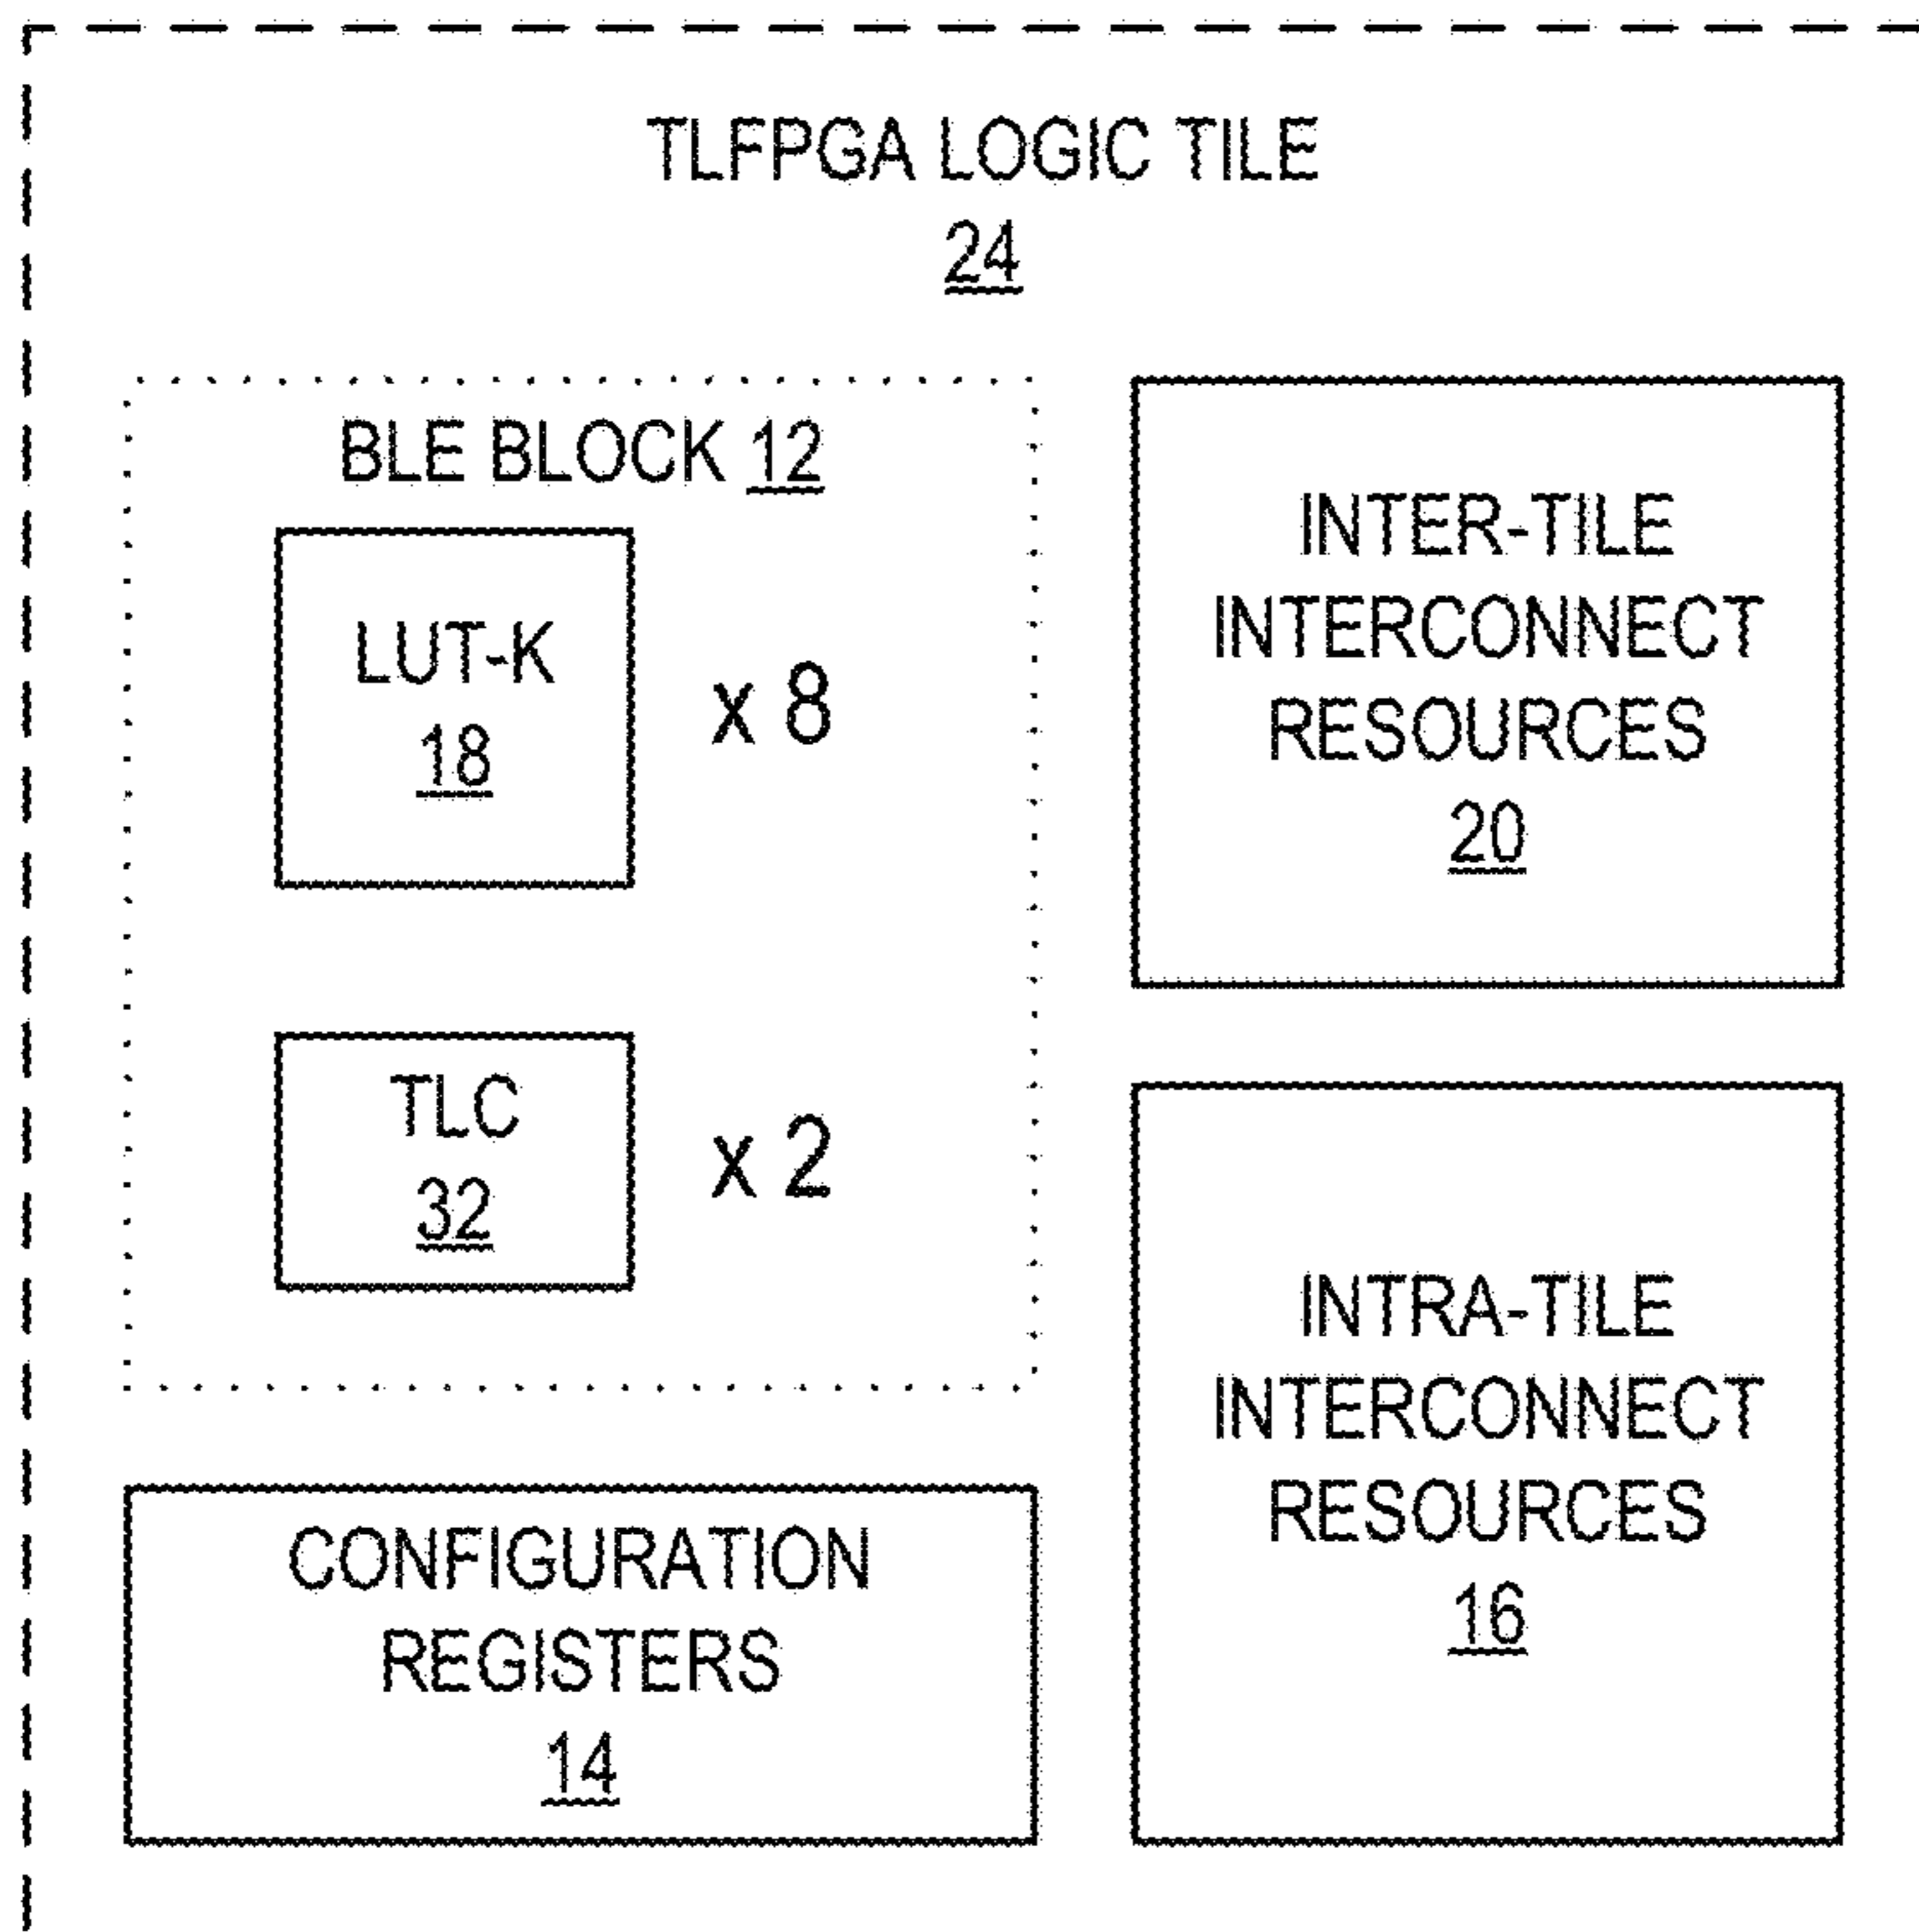 TLFPGA LOGIC TILE
24
BLE BLOCK 12
LUT-K
18
x 8
TLC
32
x 2
CONFIGURATION
REGISTERS
14
INTER-TILE
INTERCONNECT
RESOURCES
20
INTRA-TILE
INTERCONNECT
RESOURCES
16